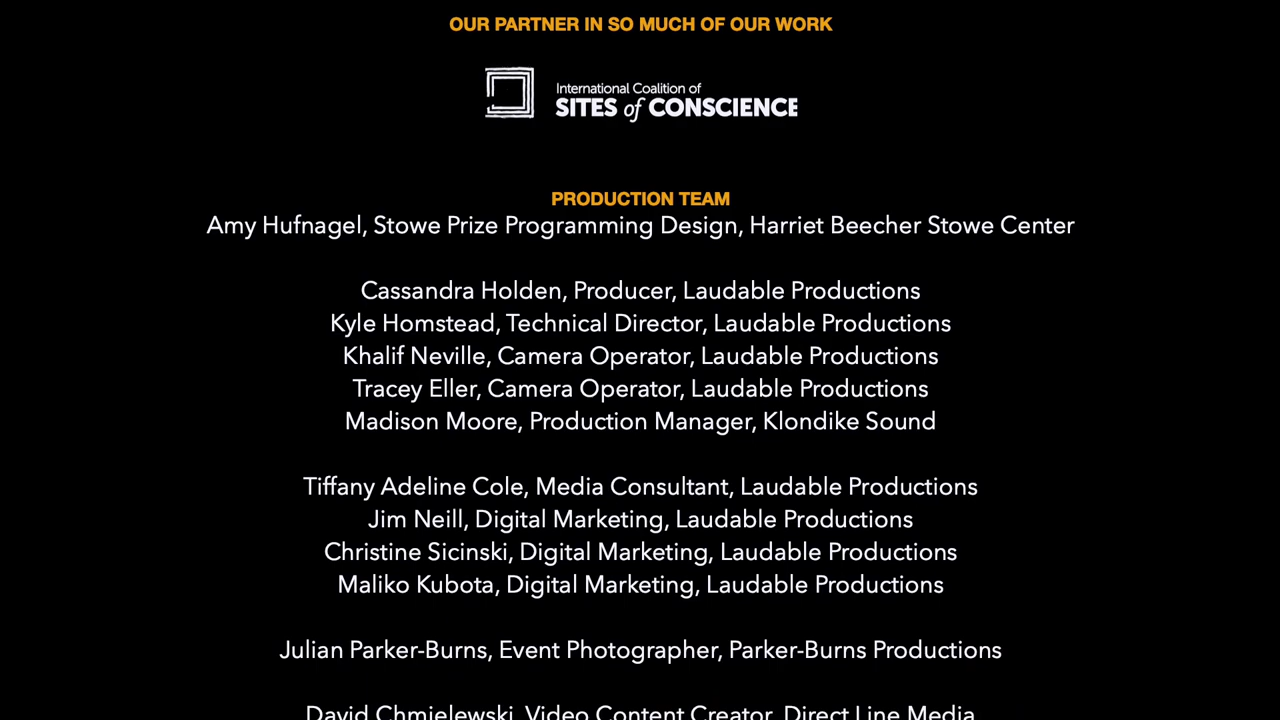 OUR PARTNER IN SO MUCH OF OUR WORK
International Coalition of
SITES of CONSCIENCE
PRODUCTION TEAM
Amy Hufnagel, Stowe Prize Programming Design, Harriet Beecher Stowe Center
Cassandra Holden, Producer, Laudable Productions
Kyle Homstead, Technical Director, Laudable Productions
Khalif Neville, Camera Operator, Laudable Productions
Tracey Eller, Camera Operator, Laudable Productions
Madison Moore, Production Manager, Klondike Sound
Tiffany Adeline Cole, Media Consultant, Laudable Productions
Jim Neill, Digital Marketing, Laudable Productions
Christine Sicinski, Digital Marketing, Laudable Productions
Maliko Kubota, Digital Marketing, Laudable Productions
Julian Parker-Burns, Event Photographer, Parker-Burns Productions
David Chmielewski, Video Content Creator, Direct Line Media